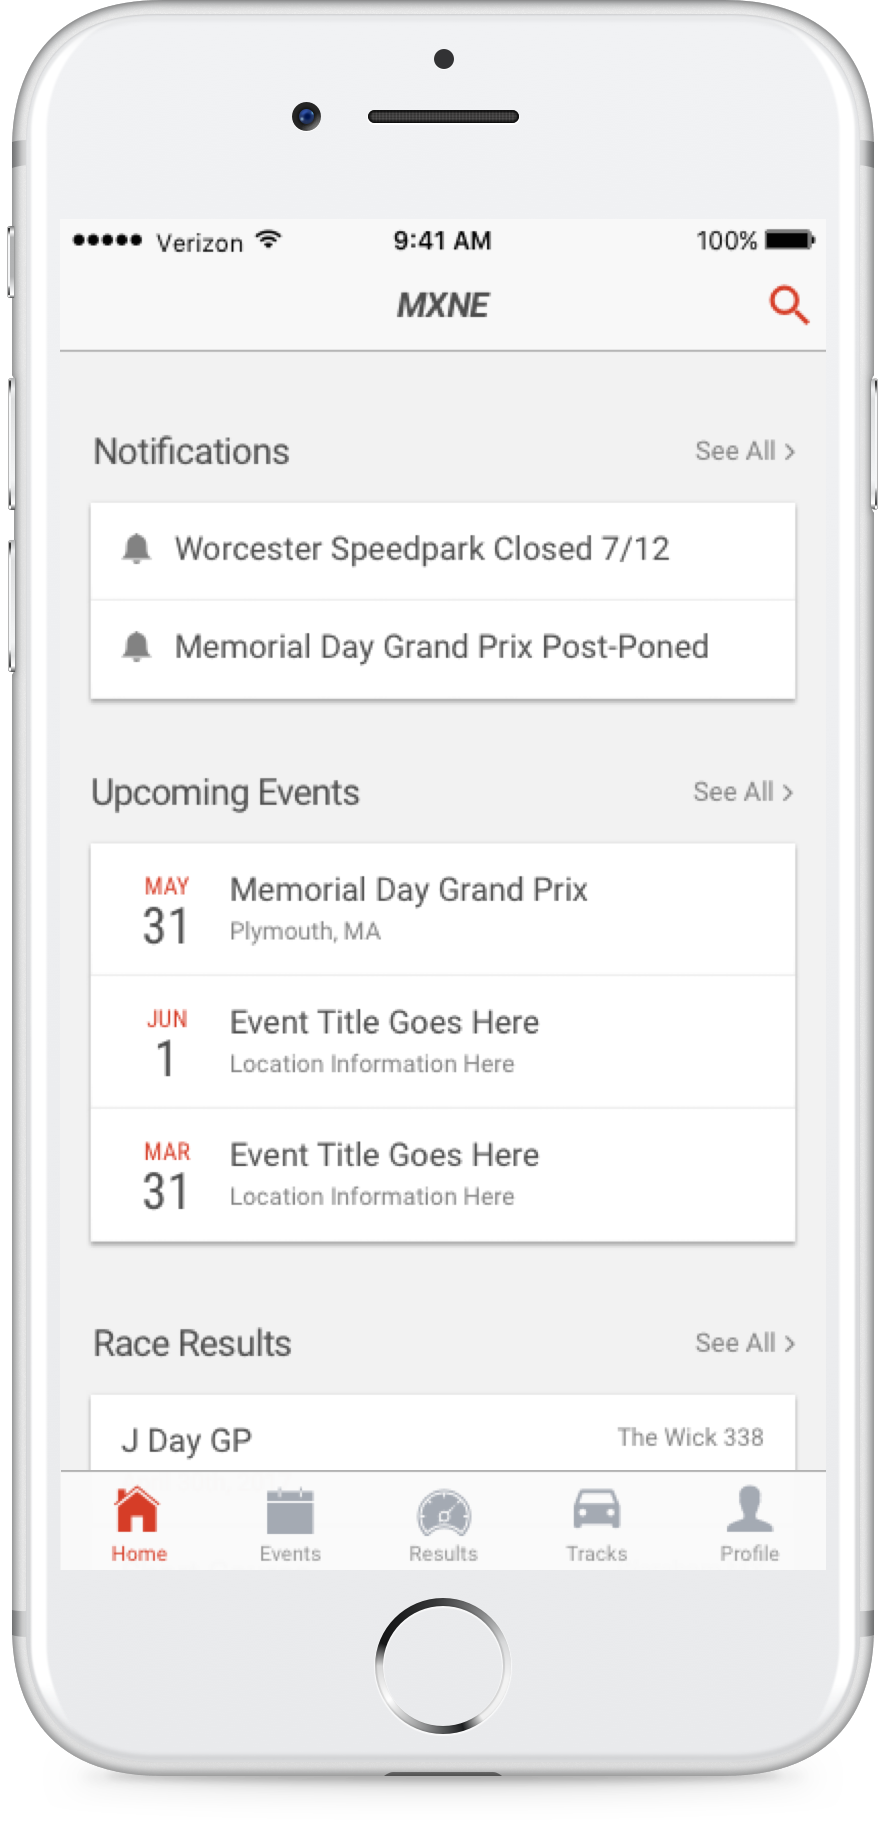 Verizon 9:41 AM 100%
MXNE
Notifications See All >
Worcester Speedpark Closed 7/12
Memorial Day Grand Prix Post-Poned
Upcoming Events See All >
MAY
31
Memorial Day Grand Prix
Plymouth, MA
JUN
1
Event Title Goes Here
Location Information Here
MAR
31
Event Title Goes Here
Location Information Here
Race Results See All >
J Day GP The Wick 338
Home Events Results Tracks Profile